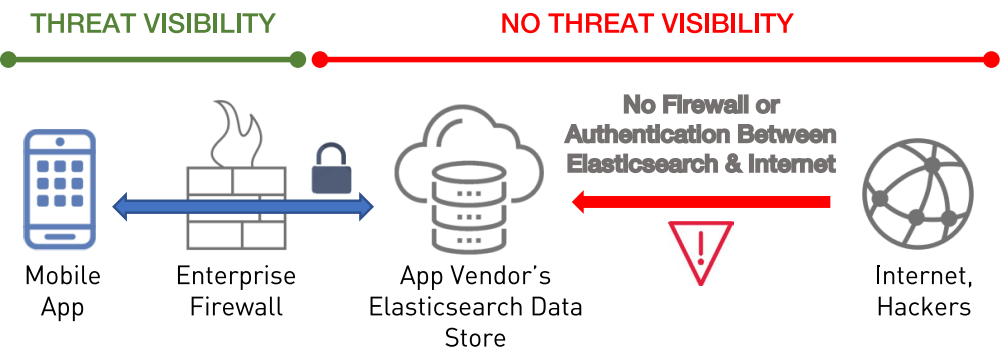 THREAT VISIBILITY
NO THREAT VISIBILITY
No Firewall or
Authentication Between
Elasticsearch & Internet
Mobile
App
Enterprise
Firewall
App Vendor's
Elasticsearch Data
Store
Internet,
Hackers